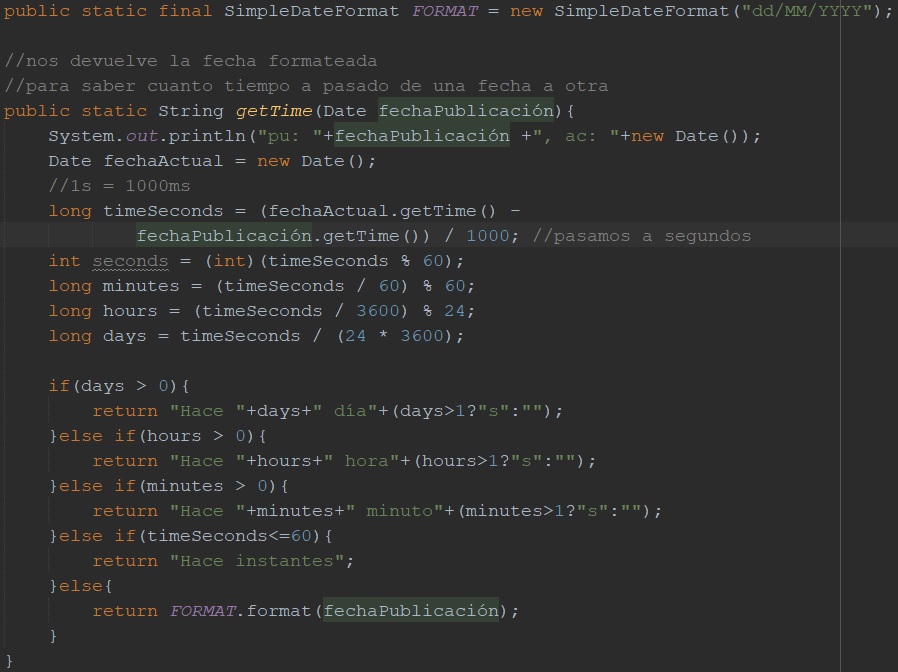 public static final SimpleDateFormat FORMAT = new SimpleDateFormat("dd/MM/YYYY");
//nos devuelve la fecha formateada
//para saber cuanto tiempo a pasado de una fecha a otra
public static String getTime(Date fechaPublicación){
System.out.println("pu: "+fechaPublicación +", ac: "+new Date());
Date fechaActual = new Date();
//1s = 1000ms
long timeSeconds = (fechaActual.getTime() -
fechaPublicación.getTime()) / 1000; //pasamos a segundos
int seconds = (int)(timeSeconds % 60);
long minutes = (timeSeconds / 60) % 60;
long hours = (timeSeconds / 3600) % 24;
long days = timeSeconds / (24 * 3600);
if(days > 0){
return "Hace "+days+" día"+(days>1?"s":"");
}else if(hours > 0){
return "Hace "+hours+" hora"+(hours>1?"s":"");
}else if(minutes > 0){
return "Hace "+minutes+" minuto"+(minutes>1?"s":"");
}else if(timeSeconds<=60){
return "Hace instantes";
}else{
return FORMAT.format(fechaPublicación);
}
}